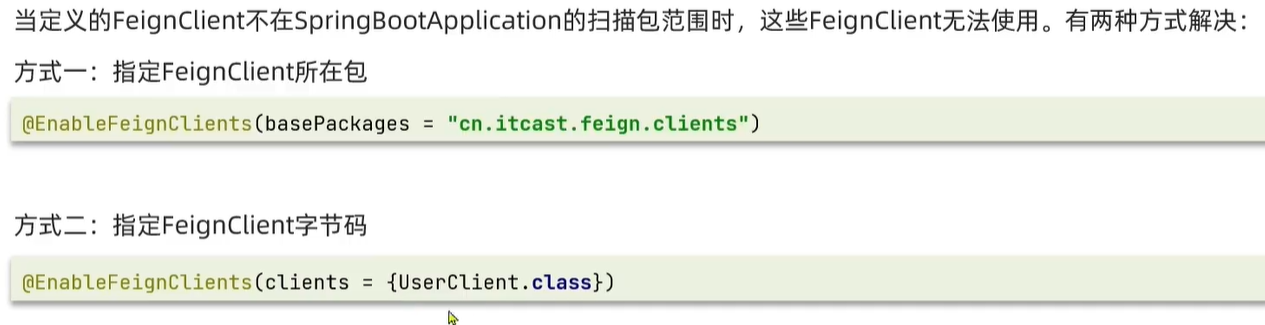 当定义的FeignClient不在SpringBootApplication的扫描包范围时，这些FeignClient无法使用。有两种方式解决：
方式一：指定FeignClient所在包
@EnableFeignClients(basePackages = "cn.itcast.feign.clients")
方式二：指定FeignClient字节码
@EnableFeignClients(clients = {UserClient.class})